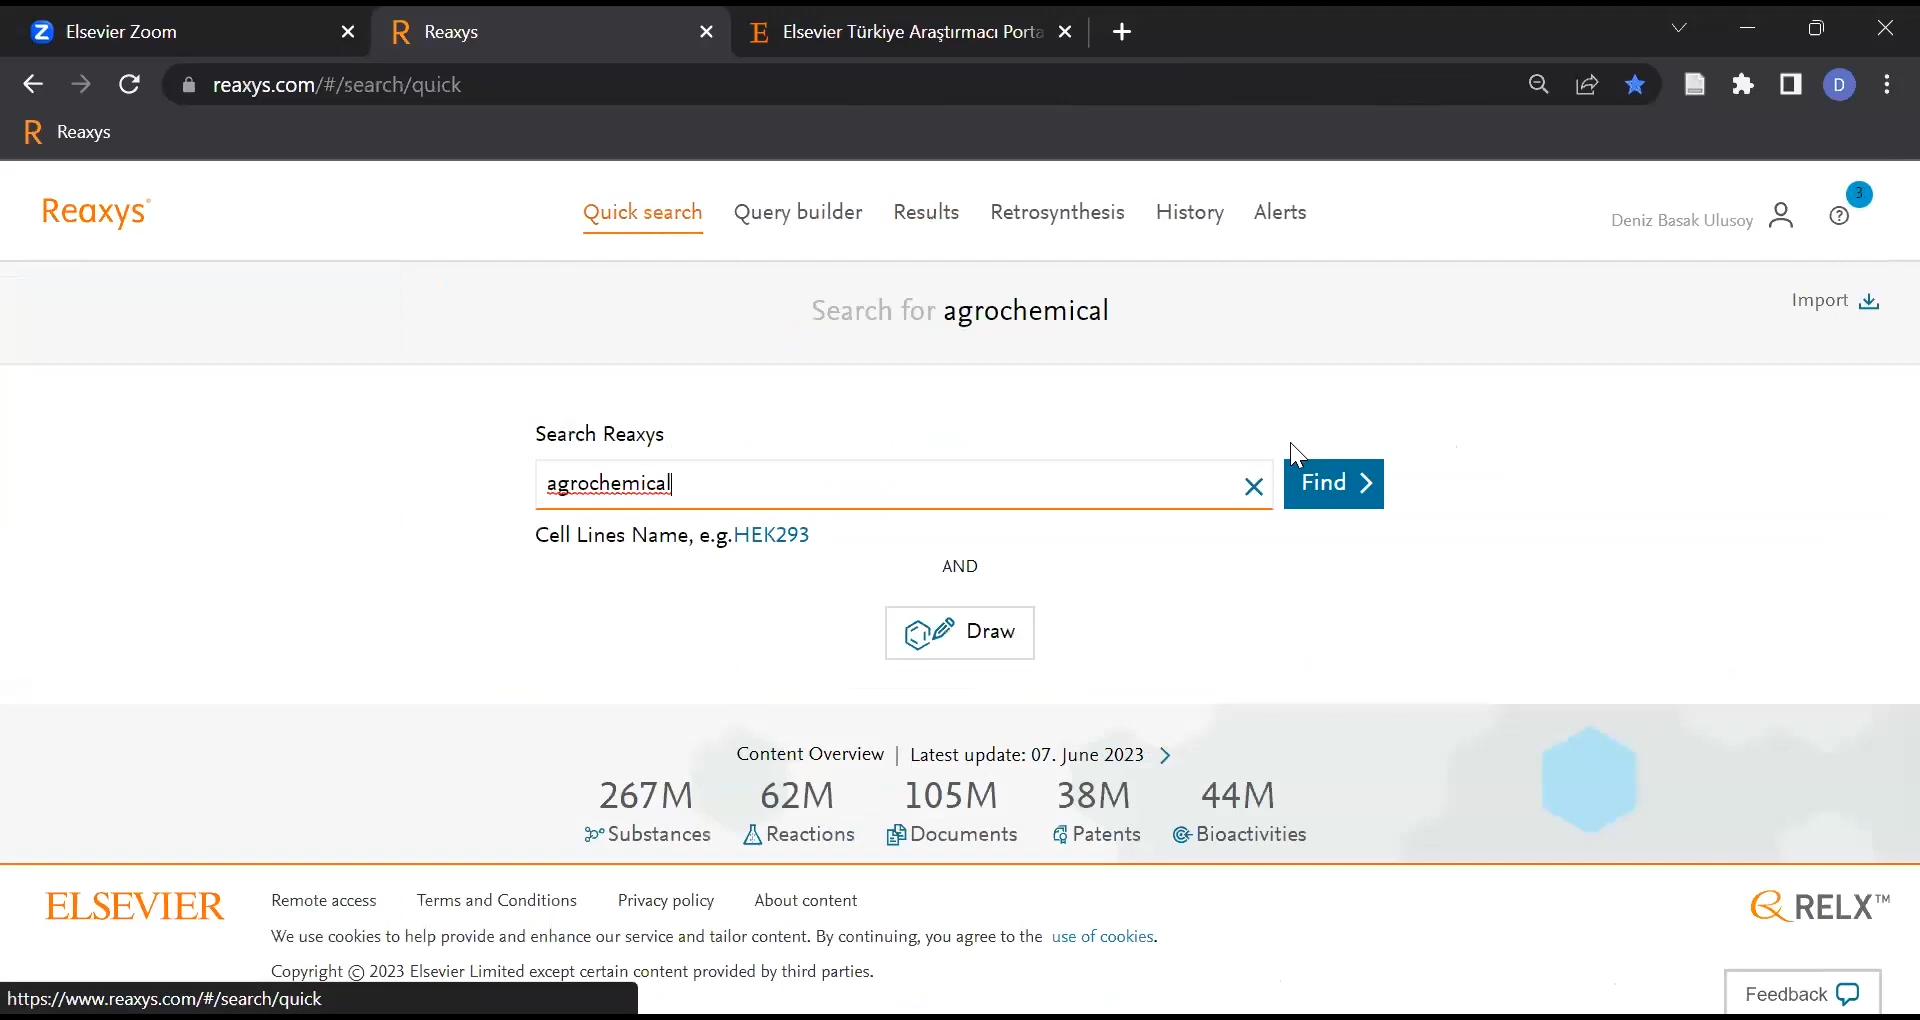 Elsevier Zoom
Reaxys
Elsevier Türkiye Araştırmacı Porta
reaxys.com/#/search/quick
D
Reaxys
Reaxys
Quick search
Query builder
Results
Retrosynthesis
History
Alerts
Deniz Basak Ulusoy
3
Search for agrochemical
Import
Search Reaxys
agrochemical
Find
Cell Lines Name, e.g.HEK293
AND
Draw
Content Overview | Latest update: 07. June 2023
267M 62M 105M 38M 44M
Substances Reactions Documents Patents Bioactivities
ELSEVIER
Remote access Terms and Conditions Privacy policy About content
RELX™
We use cookies to help provide and enhance our service and tailor content. By continuing, you agree to the use of cookies.
Copyright © 2023 Elsevier Limited except certain content provided by third parties.
https://www.reaxys.com/#/search/quick
Feedback